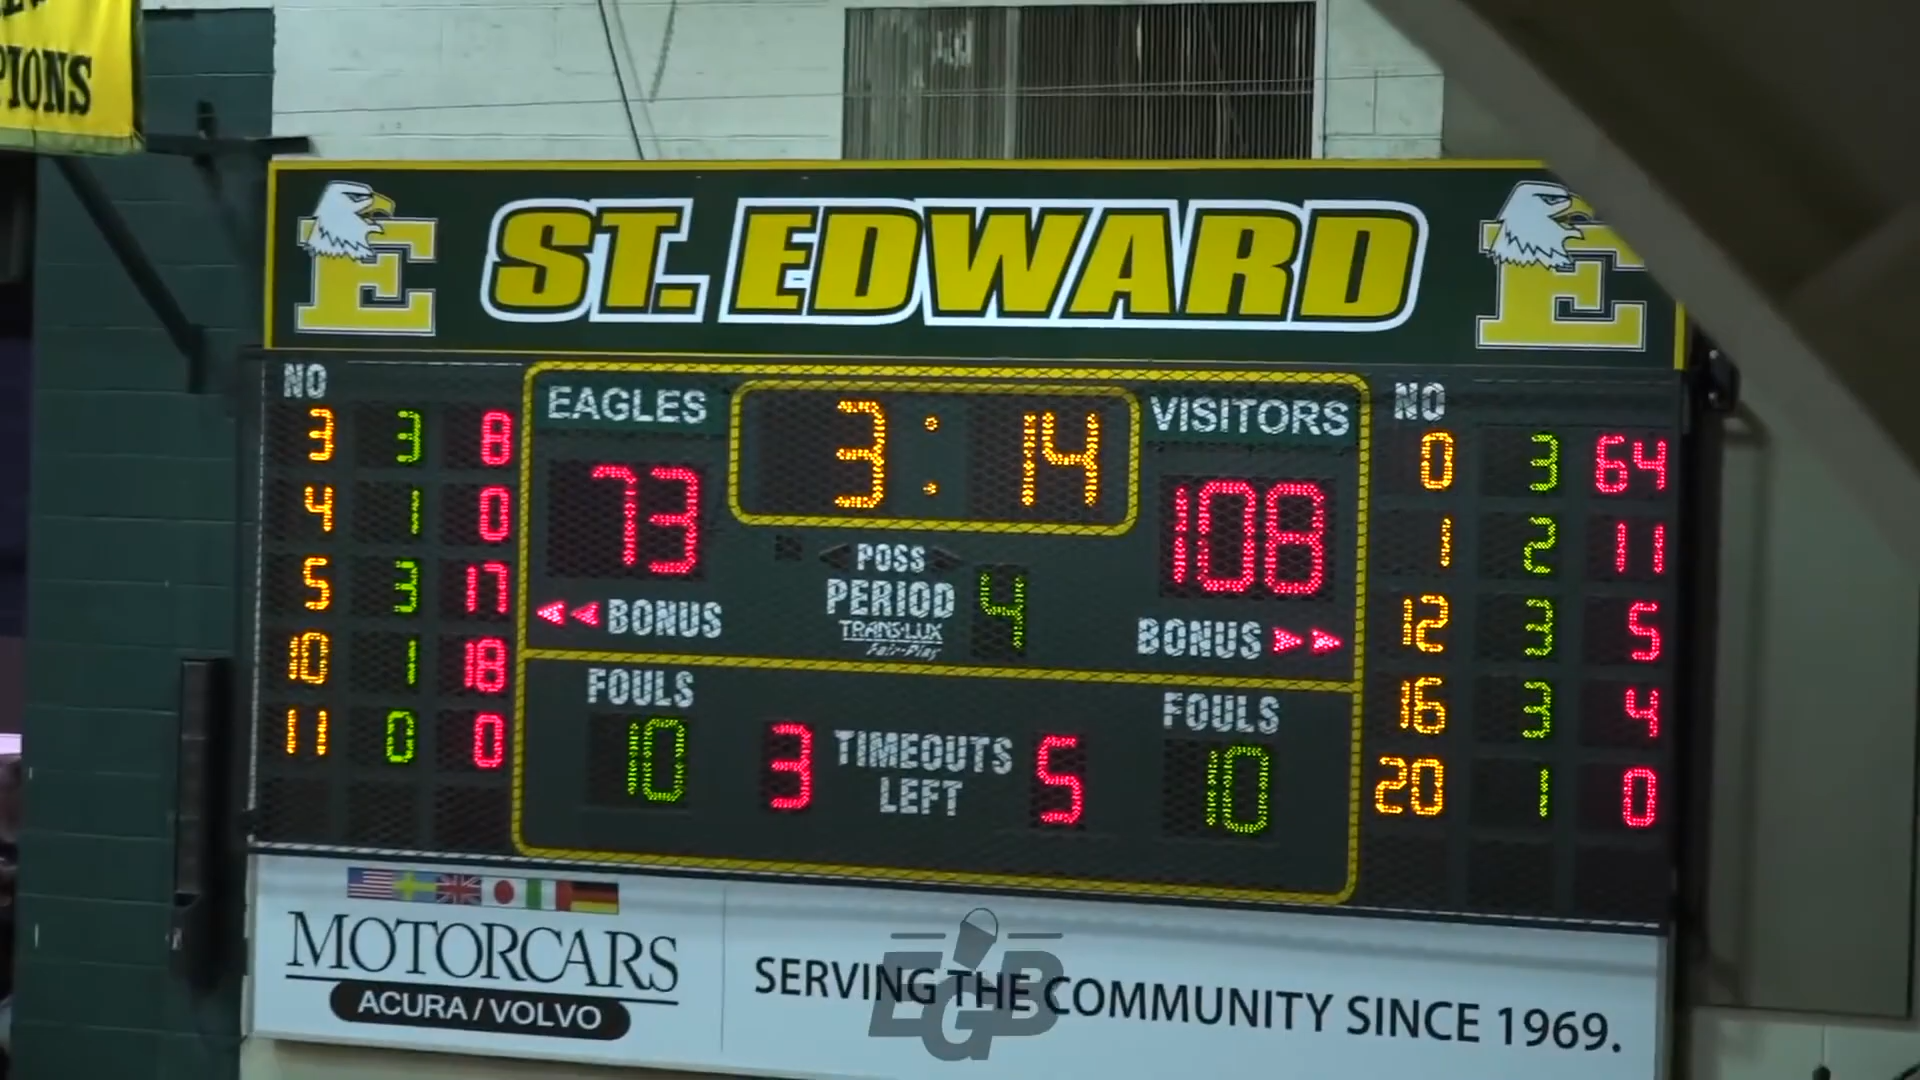 PIONS
E ST. EDWARD E
NO EAGLES 3:14 VISITORS NO
3 3 8 73 108 0 3 64
4 1 0 POSS 1 2 11
5 3 17 BONUS PERIOD 4 BONUS 12 3 5
TRANS-LUX
Fair-Play
10 1 18 FOULS FOULS 16 3 4
11 0 0 10 3 TIMEOUTS LEFT 5 10 20 1 0
MOTORCARS
ACURA / VOLVO
SERVING THE COMMUNITY SINCE 1969.
EGB